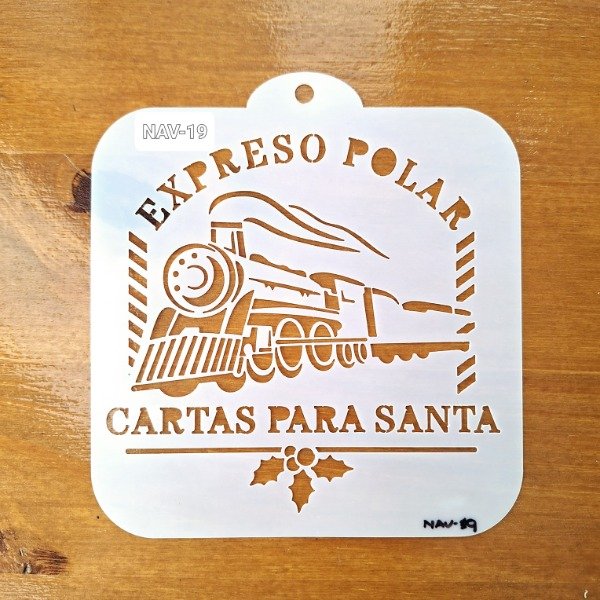 NAV-19
EXPRESO POLAR
CARTAS PARA SANTA
NAV-19